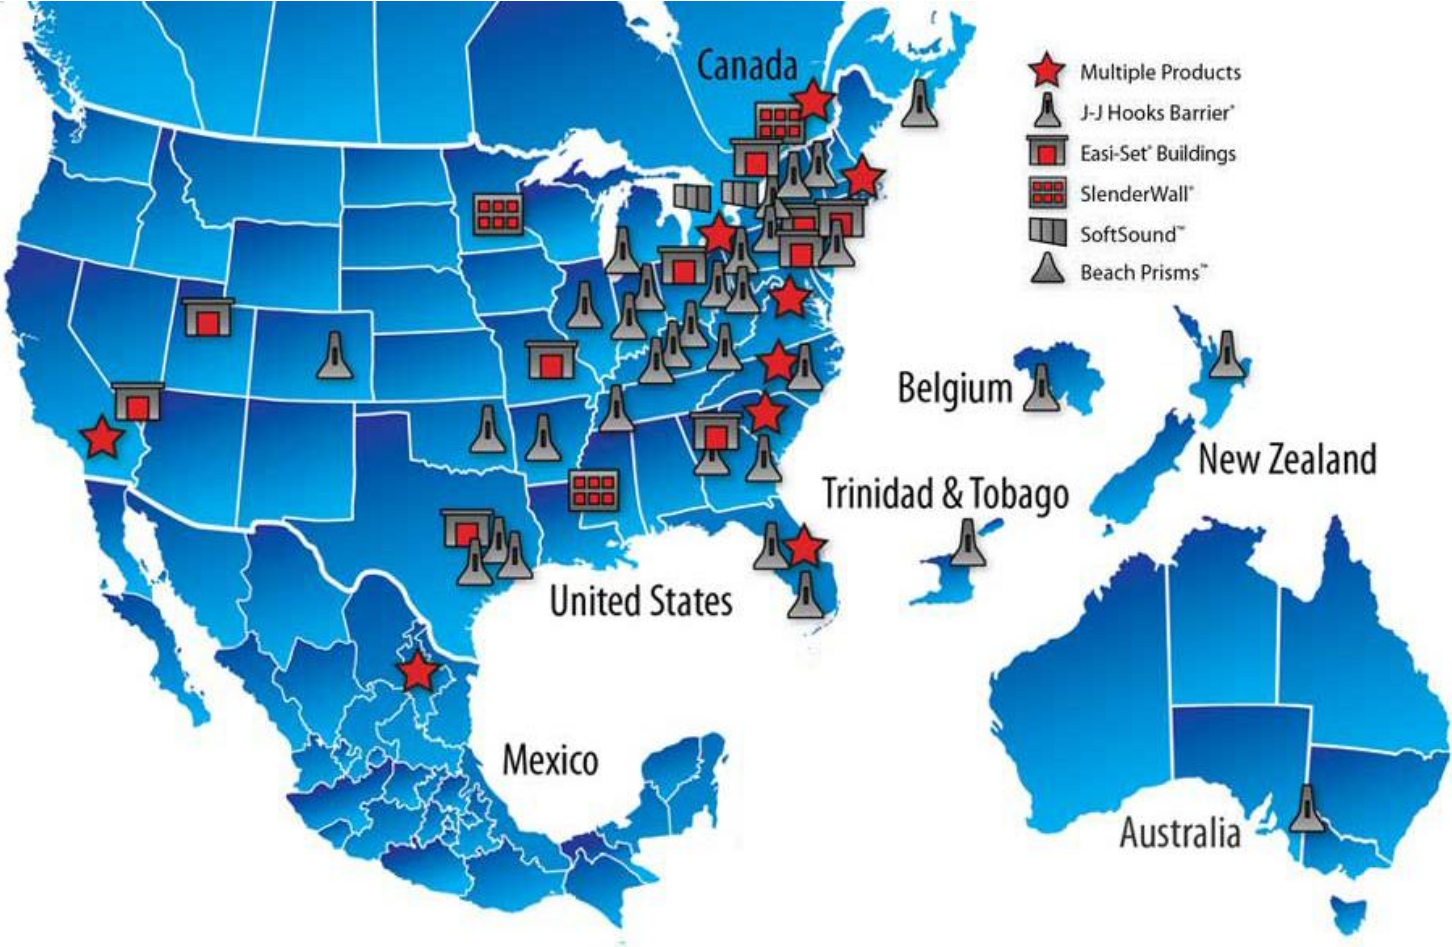 Canada
Multiple Products
J-J Hooks Barrier®
Easi-Set® Buildings
SlenderWall®
SoftSound™
Beach Prisms™
Belgium
New Zealand
Trinidad & Tobago
United States
Mexico
Australia